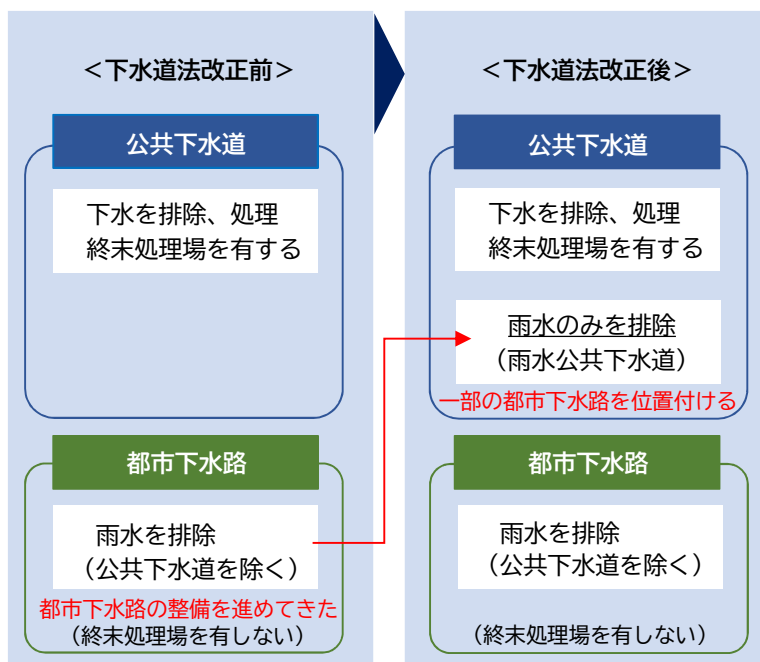 ＜下水道法改正前＞
公共下水道
下水を排除、処理
終末処理場を有する
都市下水路
雨水を排除
（公共下水道を除く）
都市下水路の整備を進めてきた
（終末処理場を有しない）
＜下水道法改正後＞
公共下水道
下水を排除、処理
終末処理場を有する
雨水のみを排除
（雨水公共下水道）
一部の都市下水路を位置付ける
都市下水路
雨水を排除
（公共下水道を除く）
（終末処理場を有しない）